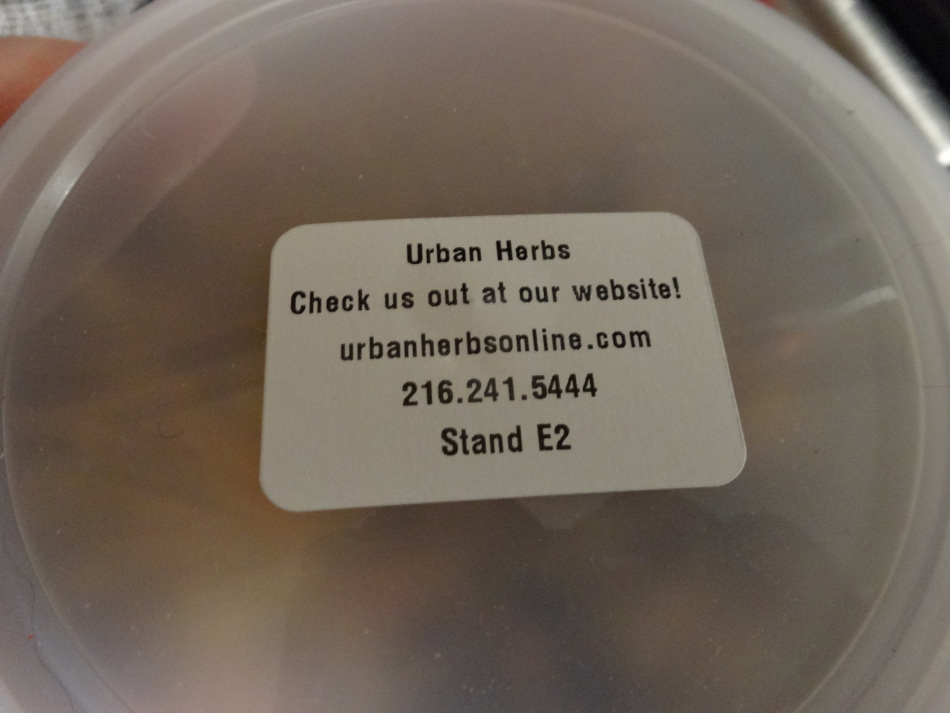 Urban Herbs
Check us out at our website!
urbanherbsonline.com
216.241.5444
Stand E2